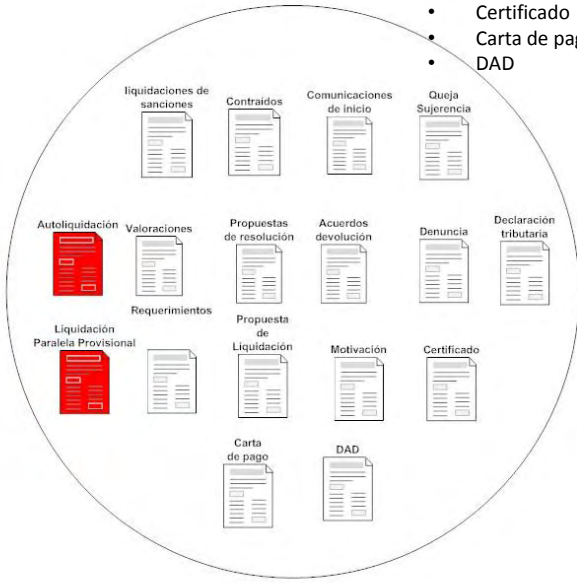 • Certificado
• Carta de pag
• DAD
liquidaciones de
sanciones
Contraídos
Comunicaciones
de inicio
Queja
Sujerencia
Autoliquidación
Valoraciones
Propuestas
de resolución
Acuerdos
devolución
Denuncia
Declaración
tributaria
Requerimientos
Liquidación
Paralela Provisional
Propuesta
de
Liquidación
Motivación
Certificado
Carta
de pago
DAD